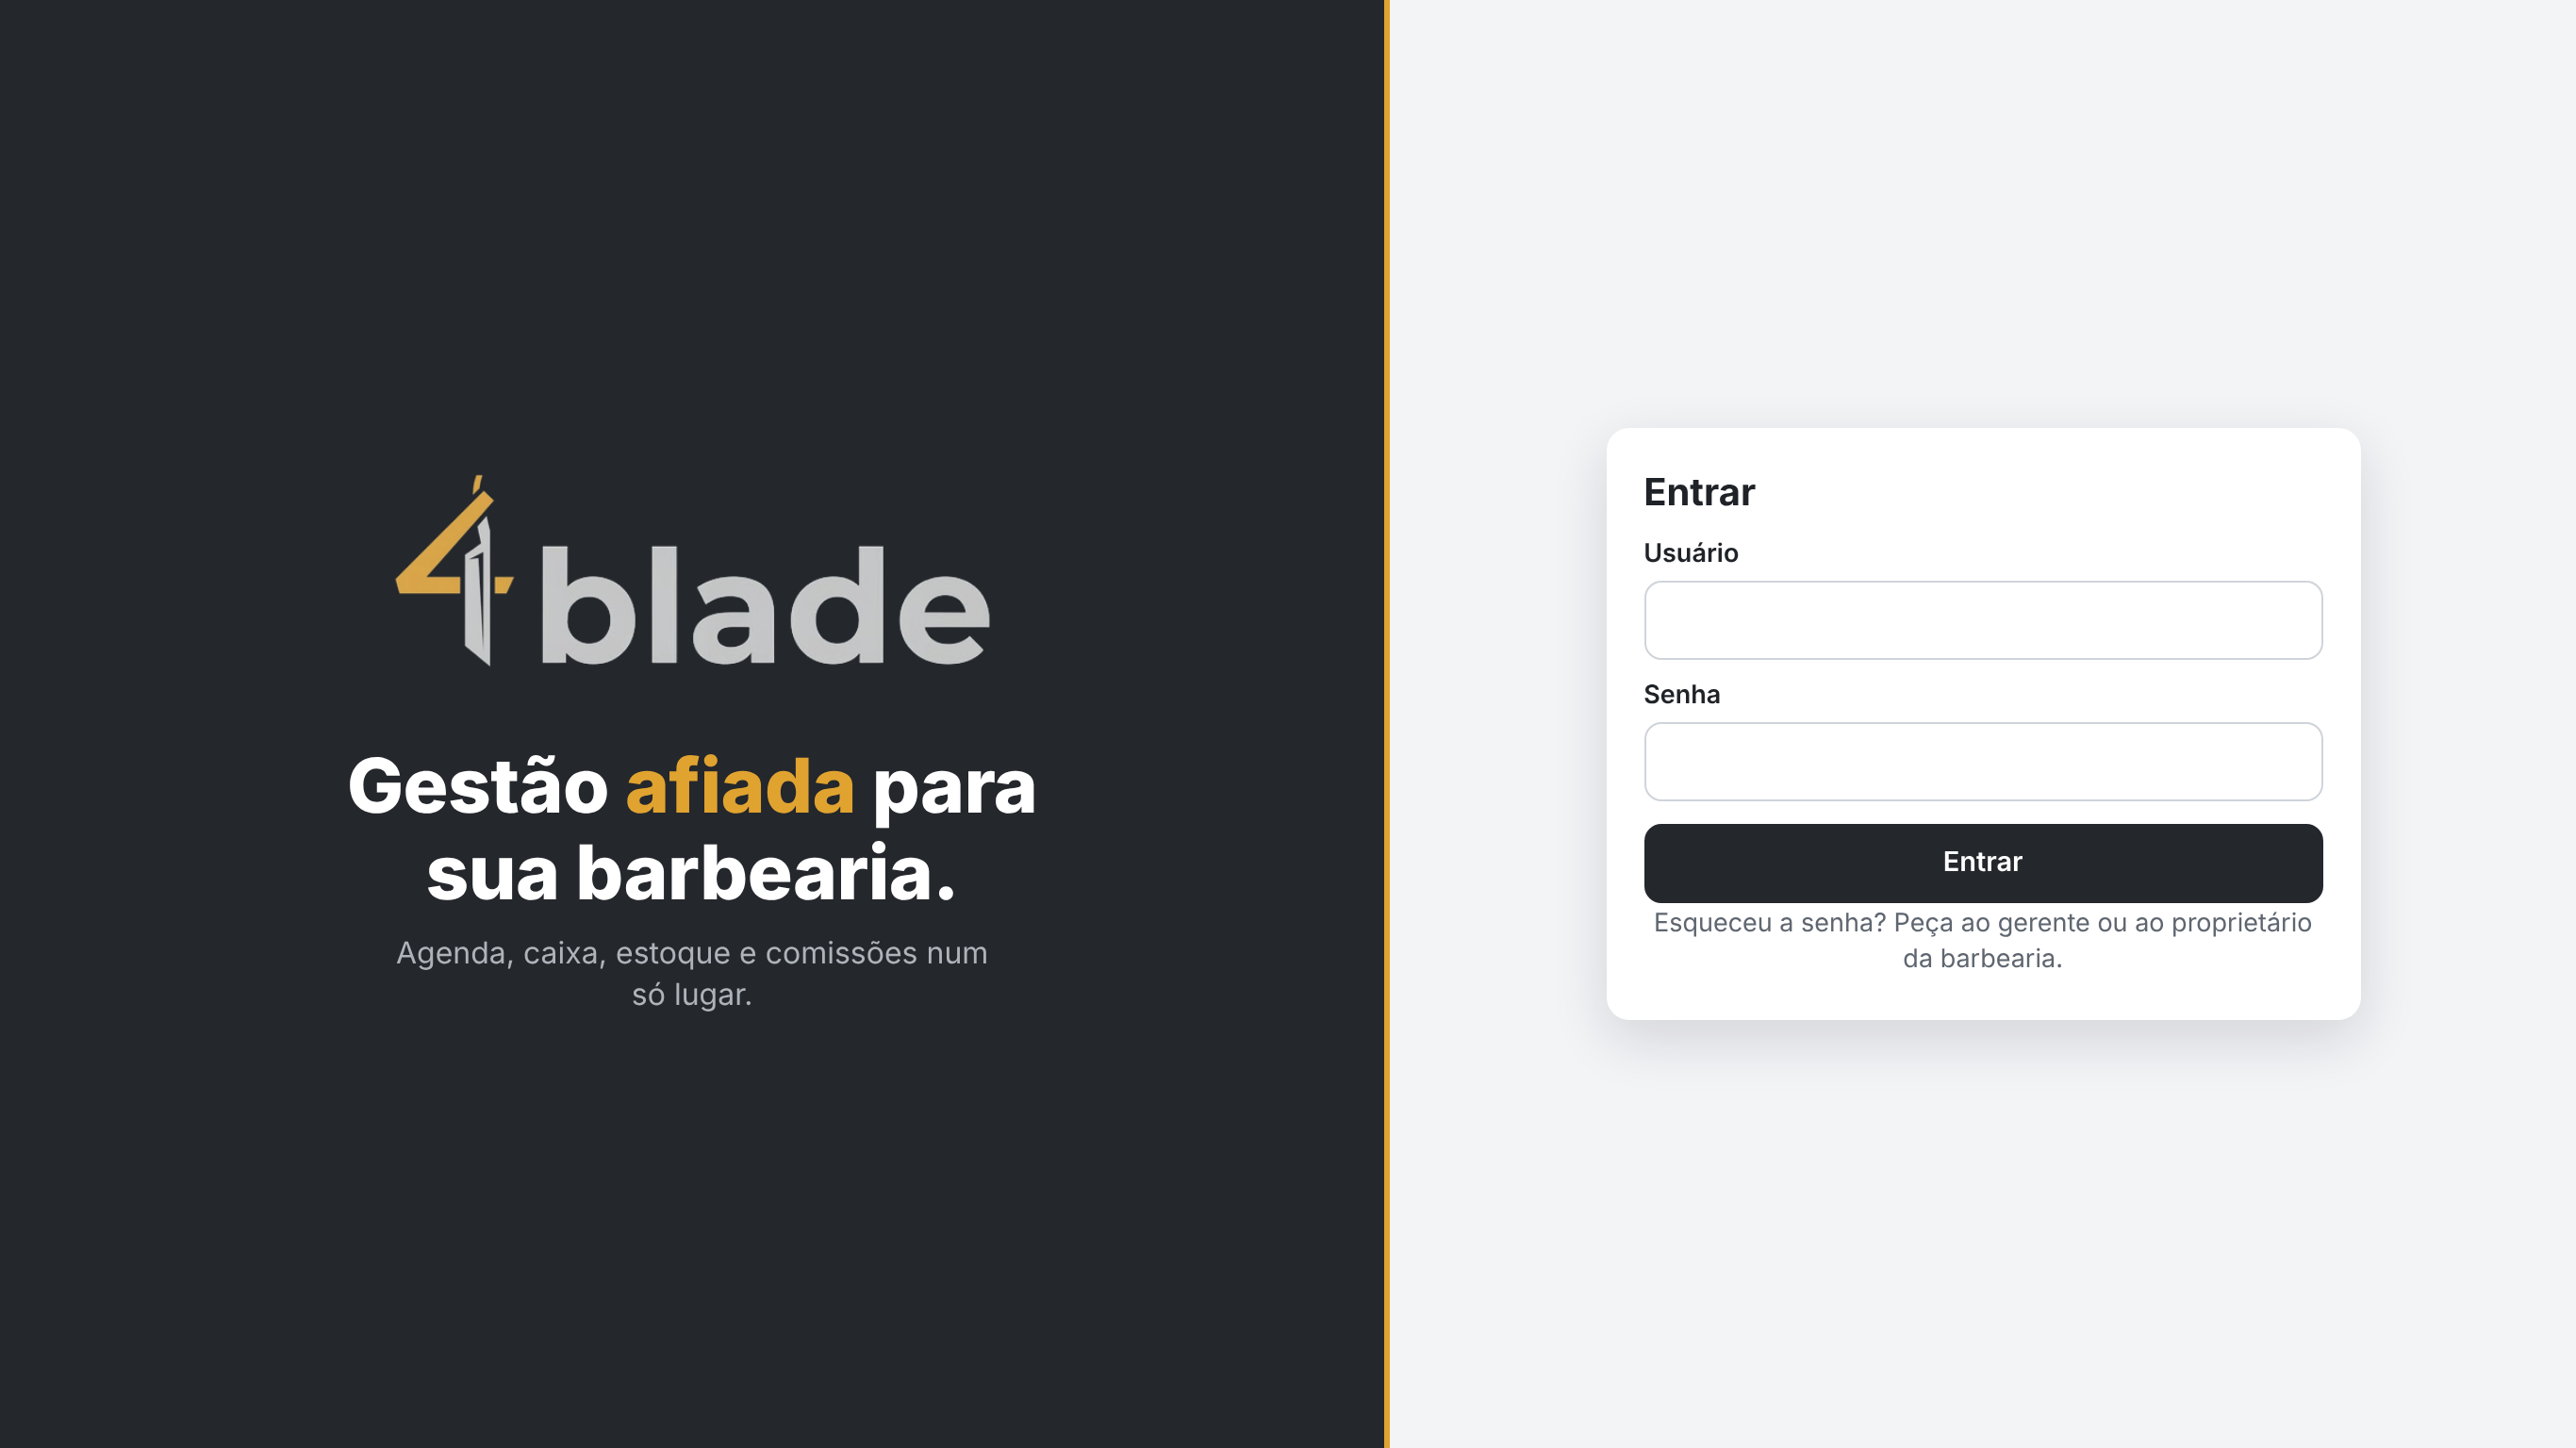 4blade
Gestão afiada para
sua barbearia.
Agenda, caixa, estoque e comissões num
só lugar.
Entrar
Usuário
Senha
Entrar
Esqueceu a senha? Peça ao gerente ou ao proprietário
da barbearia.